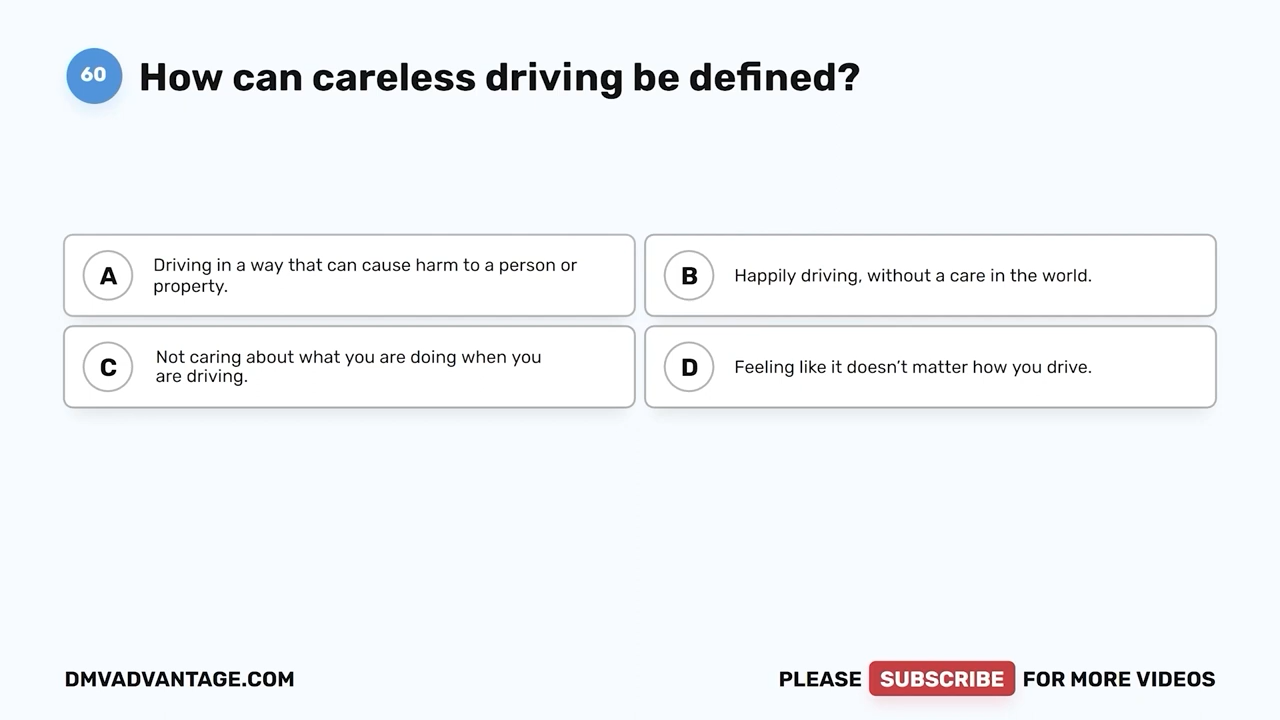 60
How can careless driving be defined?
A
Driving in a way that can cause harm to a person or
property.
B
Happily driving, without a care in the world.
C
Not caring about what you are doing when you
are driving.
D
Feeling like it doesn’t matter how you drive.
DMVADVANTAGE.COM
PLEASE SUBSCRIBE FOR MORE VIDEOS